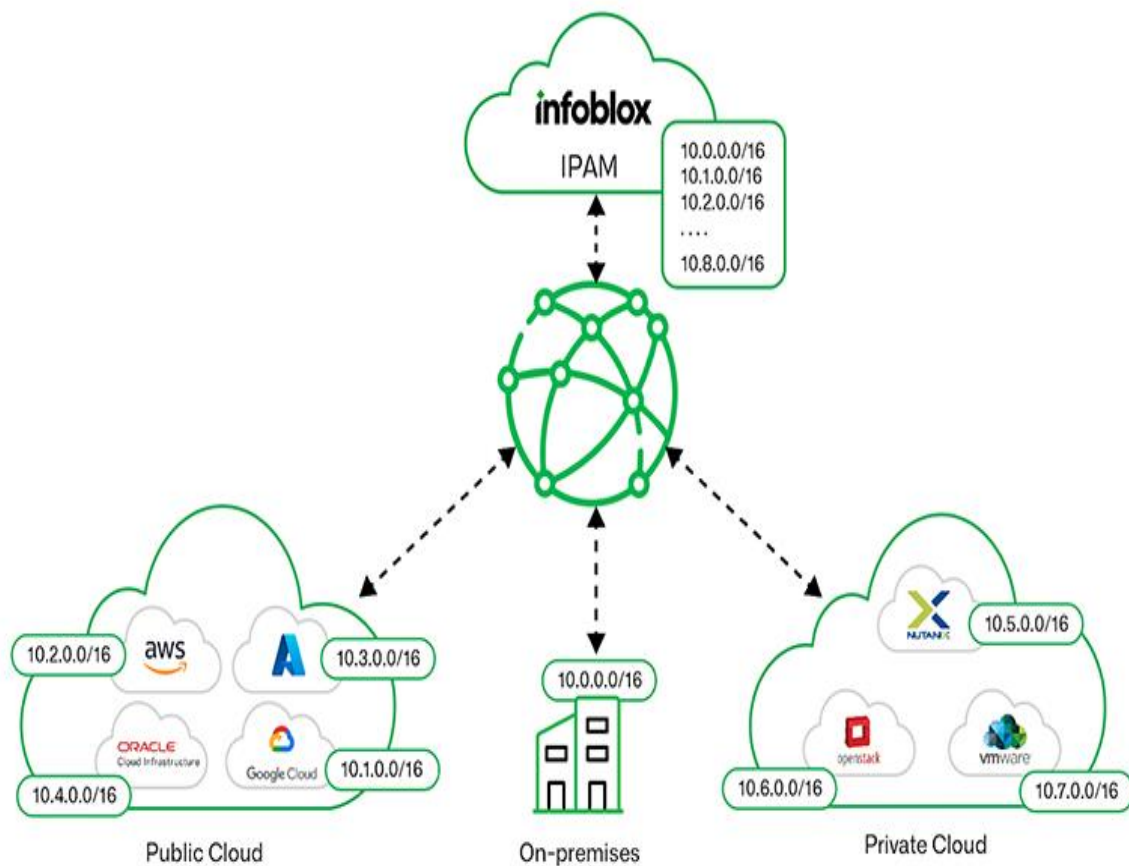 infoblox
IPAM
10.0.0.0/16
10.1.0.0/16
10.2.0.0/16
....
10.8.0.0/16
10.2.0.0/16
aws
10.3.0.0/16
ORACLE
Cloud Infrastructure
Google Cloud
10.1.0.0/16
10.4.0.0/16
Public Cloud
10.0.0.0/16
On-premises
NUTANIX
10.5.0.0/16
openstack
vmware
10.6.0.0/16
10.7.0.0/16
Private Cloud